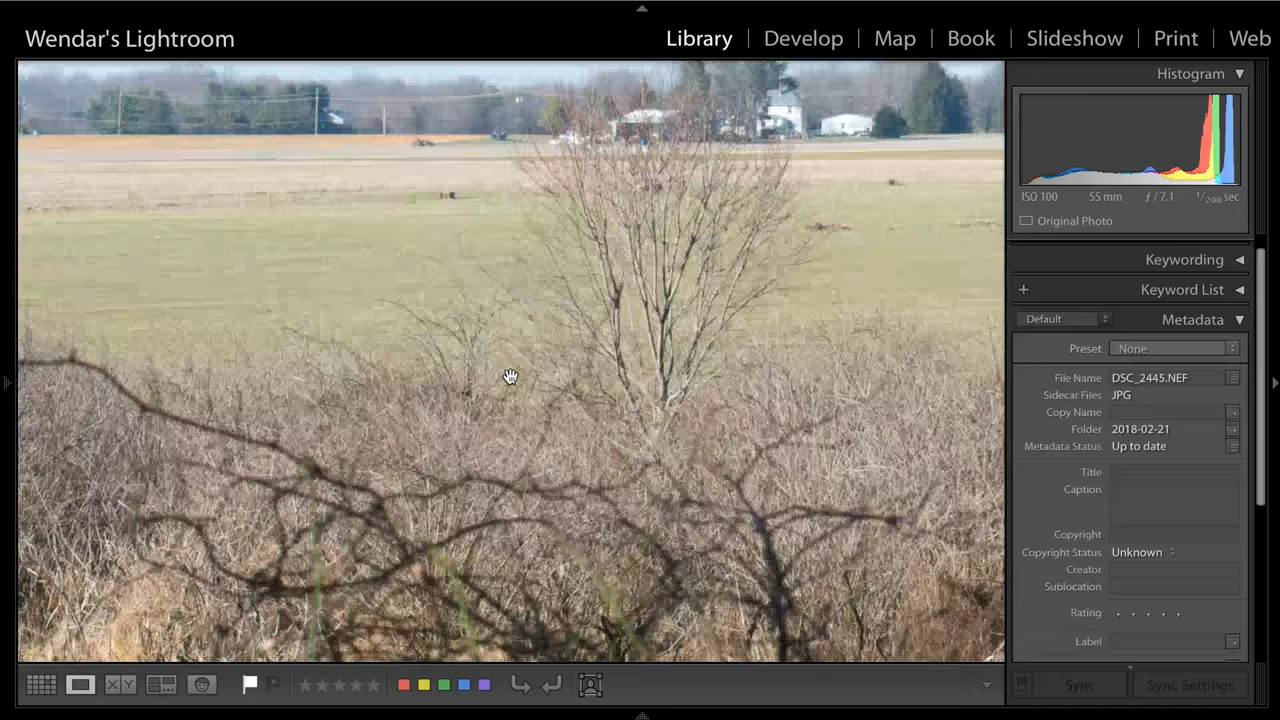 Wendar's Lightroom
Library | Develop | Map | Book | Slideshow | Print | Web
Histogram
ISO 100 55 mm ƒ / 7.1 1/200 sec
Original Photo
Keywording
+ Keyword List
Default Metadata
Preset None
File Name DSC_2445.NEF
Sidecar Files JPG
Copy Name
Folder 2018-02-21
Metadata Status Up to date
Title
Caption
Copyright
Copyright Status Unknown
Creator
Sublocation
Rating
Label
X Y
Sync Sync Settings